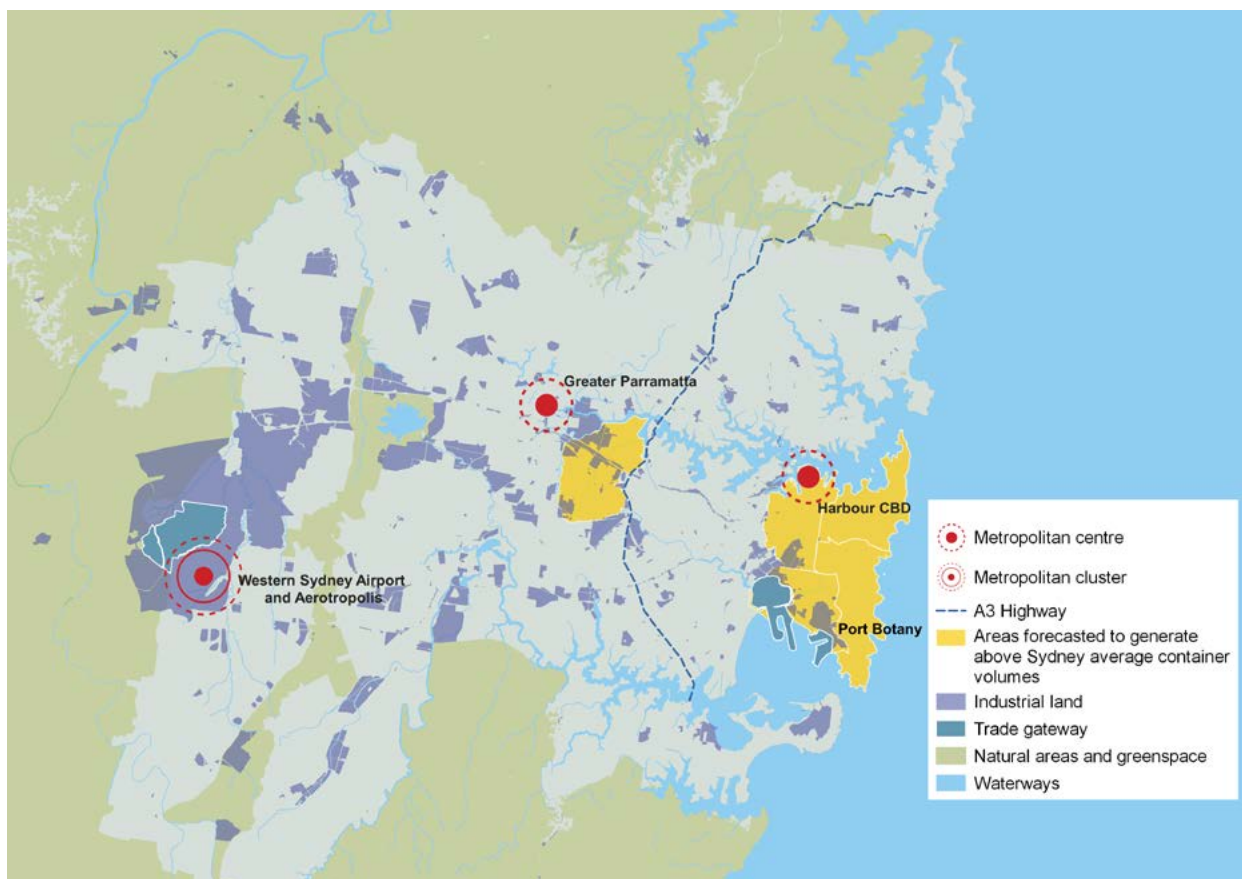 Greater Parramatta
Harbour CBD
Western Sydney Airport
and Aerotropolis
Port Botany
Metropolitan centre
Metropolitan cluster
A3 Highway
Areas forecasted to generate
above Sydney average container
volumes
Industrial land
Trade gateway
Natural areas and greenspace
Waterways